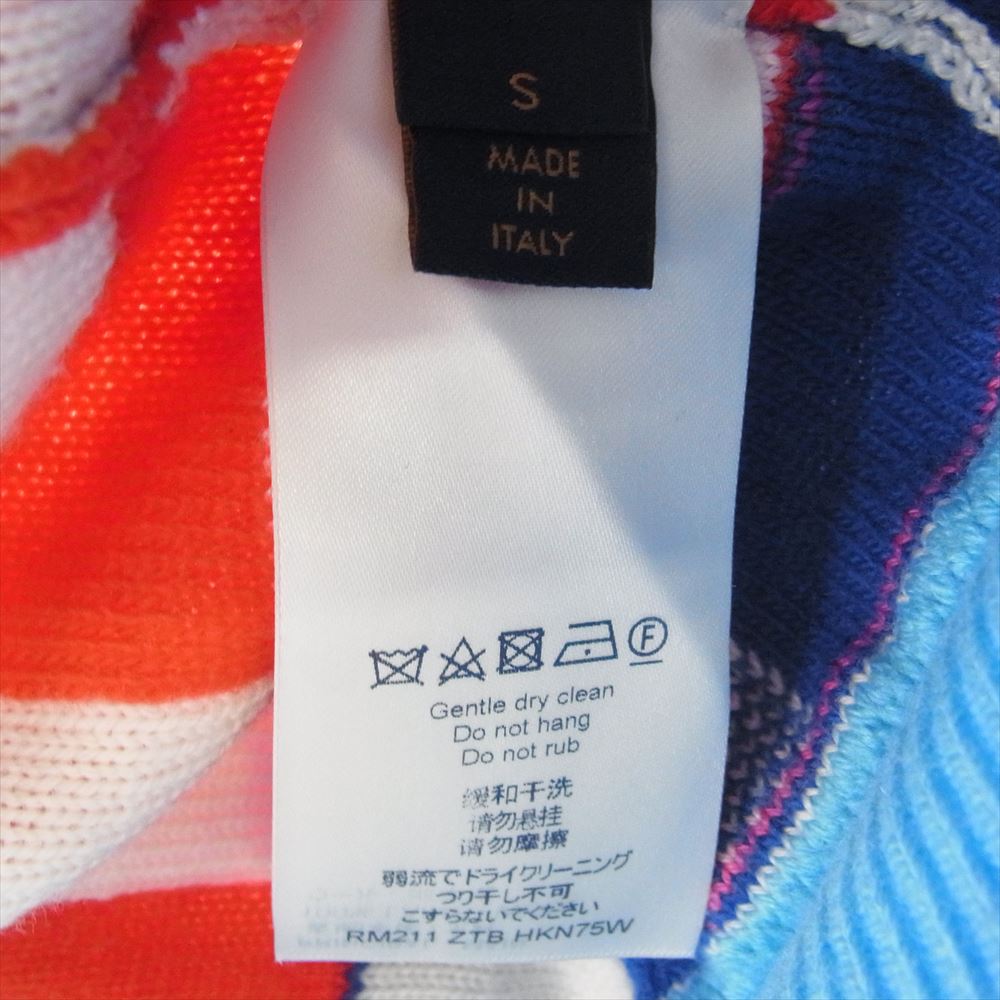 S
MADE
IN
ITALY
F
Gentle dry clean
Do not hang
Do not rub
缓和干洗
请勿悬挂
请勿摩擦
弱流でドライクリーニング
つり干し不可
こすらないでください
RM211 ZTB HKN75W